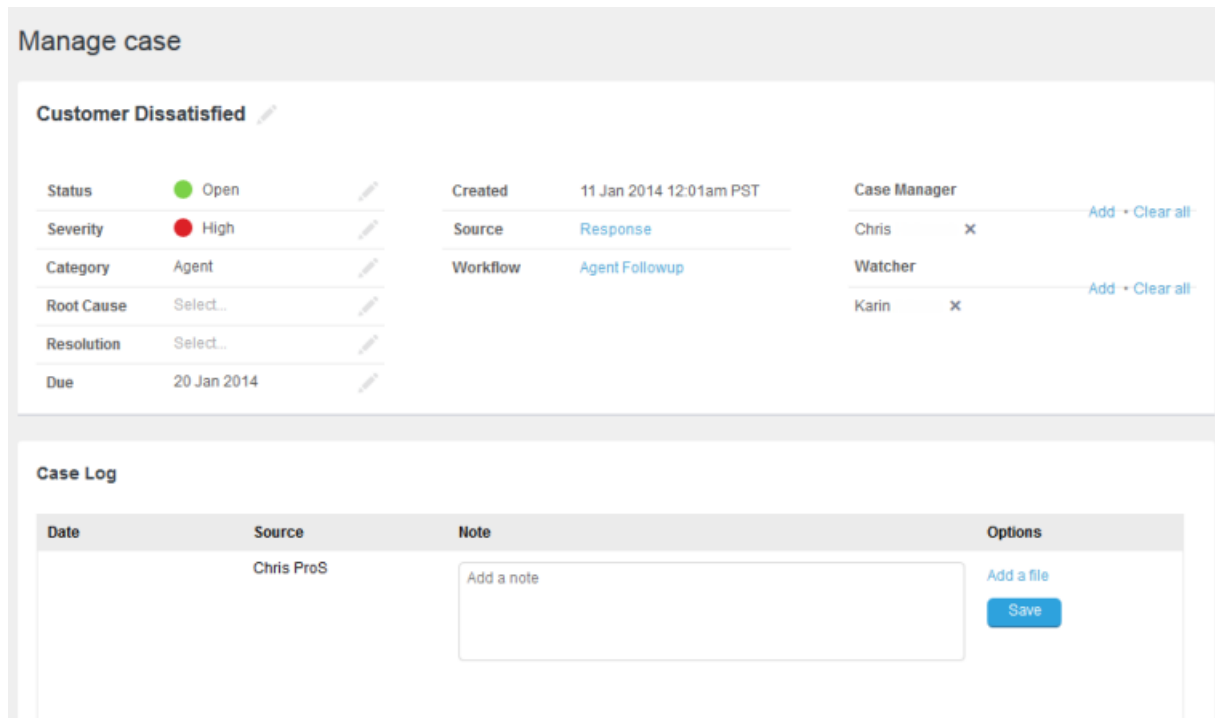 Manage case
Customer Dissatisfied
Status Open
Severity High
Category Agent
Root Cause Select...
Resolution Select...
Due 20 Jan 2014
Created 11 Jan 2014 12:01am PST
Source Response
Workflow Agent Followup
Case Manager
Add • Clear all
Chris ×
Watcher
Add • Clear all
Karin ×
Case Log
Date Source Note Options
Chris ProS Add a note Add a file
Save